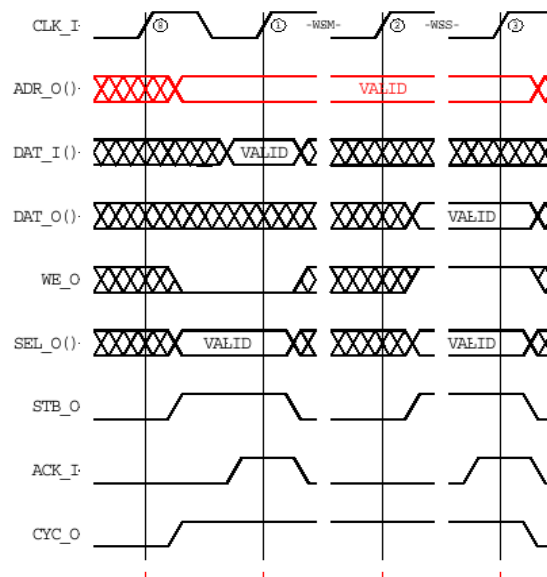 CLK_I 0 1 -WSM- 2 -WSS- 3
ADR_O() VALID
DAT_I() VALID
DAT_O() VALID
WE_O
SEL_O() VALID VALID
STB_O
ACK_I
CYC_O